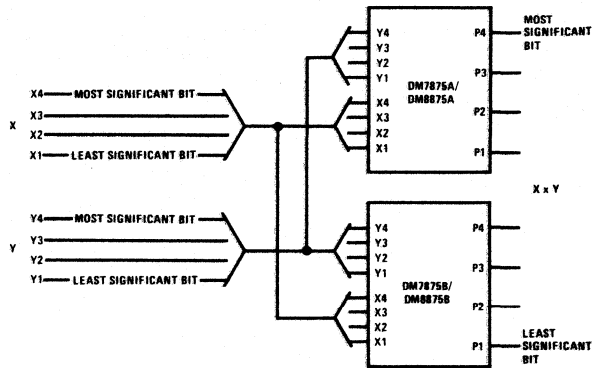 X
X4 MOST SIGNIFICANT BIT
X3
X2
X1 LEAST SIGNIFICANT BIT
Y
Y4 MOST SIGNIFICANT BIT
Y3
Y2
Y1 LEAST SIGNIFICANT BIT
Y4
Y3
Y2
Y1
X4
X3
X2
X1
DM7875A/
DM8875A
P4
P3
P2
P1
MOST
SIGNIFICANT
BIT
X x Y
Y4
Y3
Y2
Y1
X4
X3
X2
X1
DM7875B/
DM8875B
P4
P3
P2
P1
LEAST
SIGNIFICANT
BIT